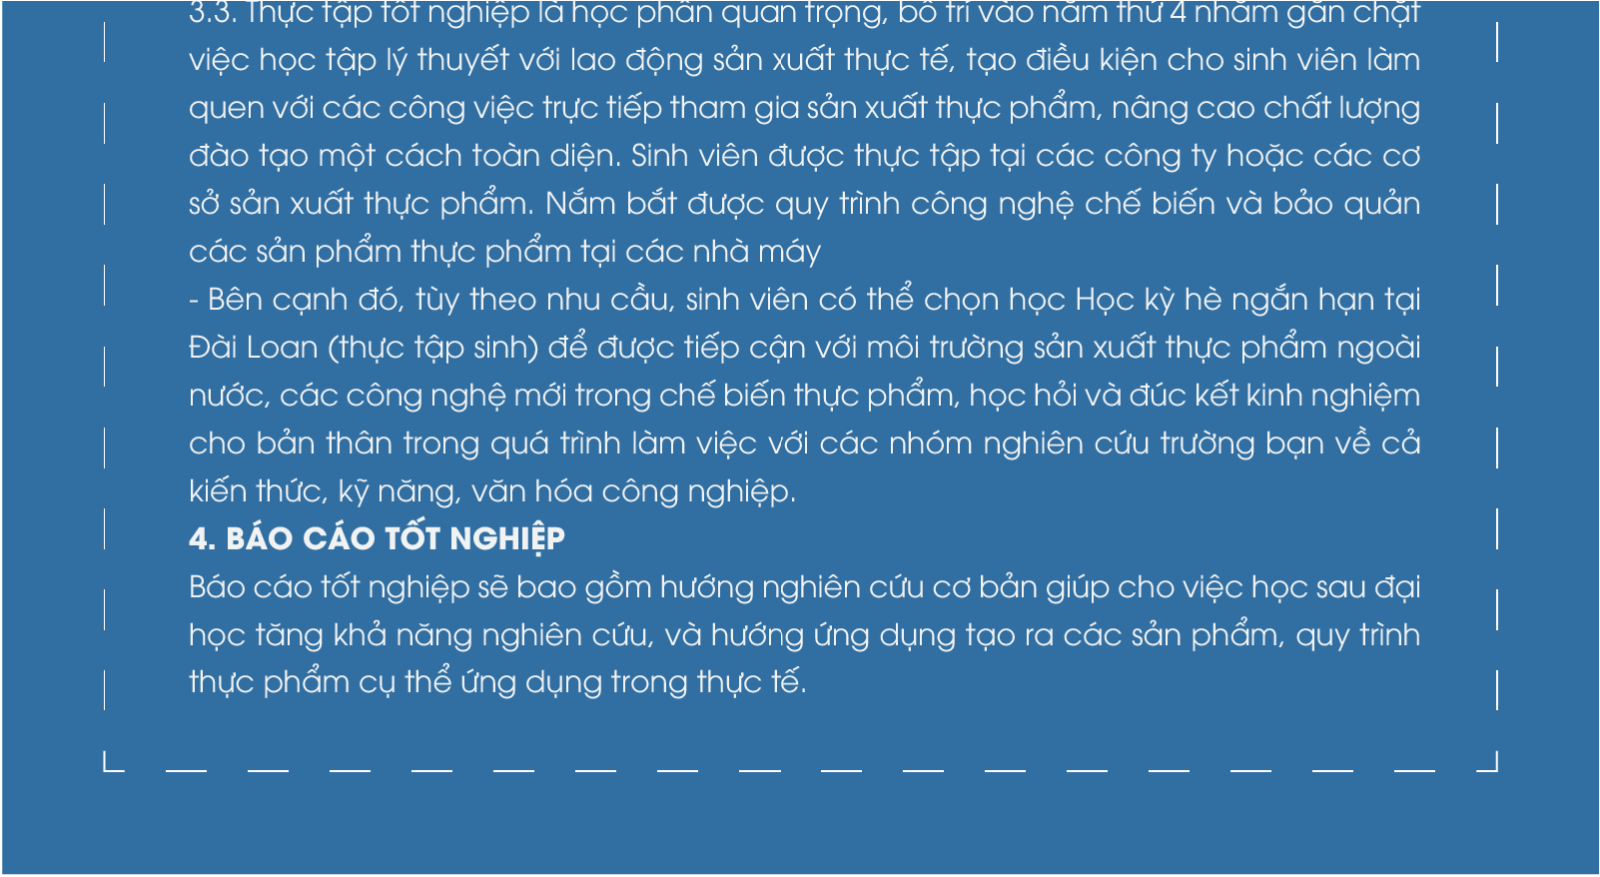 3.3. Thực tập tốt nghiệp là học phần quan trọng, bố trí vào năm thứ 4 nhằm gắn chặt
việc học tập lý thuyết với lao động sản xuất thực tế, tạo điều kiện cho sinh viên làm
quen với các công việc trực tiếp tham gia sản xuất thực phẩm, nâng cao chất lượng
đào tạo một cách toàn diện. Sinh viên được thực tập tại các công ty hoặc các cơ
sở sản xuất thực phẩm. Nắm bắt được quy trình công nghệ chế biến và bảo quản
các sản phẩm thực phẩm tại các nhà máy
- Bên cạnh đó, tùy theo nhu cầu, sinh viên có thể chọn học Học kỳ hè ngắn hạn tại
Đài Loan (thực tập sinh) để được tiếp cận với môi trường sản xuất thực phẩm ngoài
nước, các công nghệ mới trong chế biến thực phẩm, học hỏi và đúc kết kinh nghiệm
cho bản thân trong quá trình làm việc với các nhóm nghiên cứu trường bạn về cả
kiến thức, kỹ năng, văn hóa công nghiệp.
4. BÁO CÁO TỐT NGHIỆP
Báo cáo tốt nghiệp sẽ bao gồm hướng nghiên cứu cơ bản giúp cho việc học sau đại
học tăng khả năng nghiên cứu, và hướng ứng dụng tạo ra các sản phẩm, quy trình
thực phẩm cụ thể ứng dụng trong thực tế.